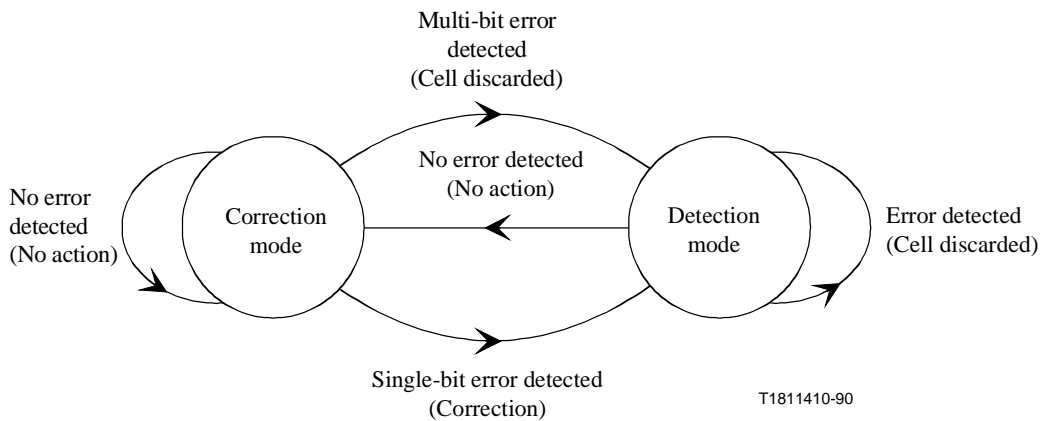 Multi-bit error
detected
(Cell discarded)
No error detected
(No action)
No error
detected
(No action)
Correction
mode
Detection
mode
Error detected
(Cell discarded)
Single-bit error detected
(Correction)
T1811410-90